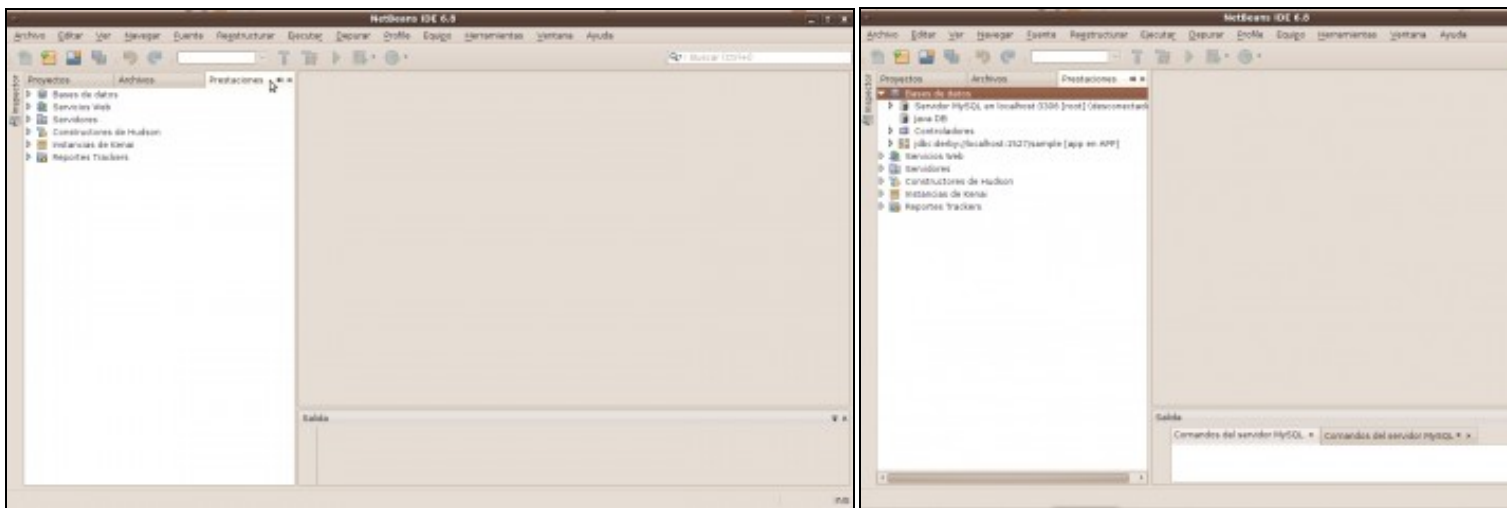 NetBeans IDE 6.8
Archivo Editar Ver Navegar Fuente Reestructurar Ejecutar Depurar Profile Equipo Herramientas Ventana Ayuda
Buscar (Ctrl+I)
Proyectos Archivos Prestaciones
Inspector
Bases de datos
Servicios Web
Servidores
Constructores de Hudson
Instancias de Kenai
Reportes Trackers
Salida
INS
NetBeans IDE 6.8
Archivo Editar Ver Navegar Fuente Reestructurar Ejecutar Depurar Profile Equipo Herramientas Ventana Ayuda
Proyectos Archivos Prestaciones
Inspector
Bases de datos
Servidor MySQL en localhost:3306 [root] (desconectado
Java DB
Controladores
jdbc:derby://localhost:1527/sample [app en APP]
Servicios Web
Servidores
Constructores de Hudson
Instancias de Kenai
Reportes Trackers
Salida
Comandos del servidor MySQL Comandos del servidor MySQL